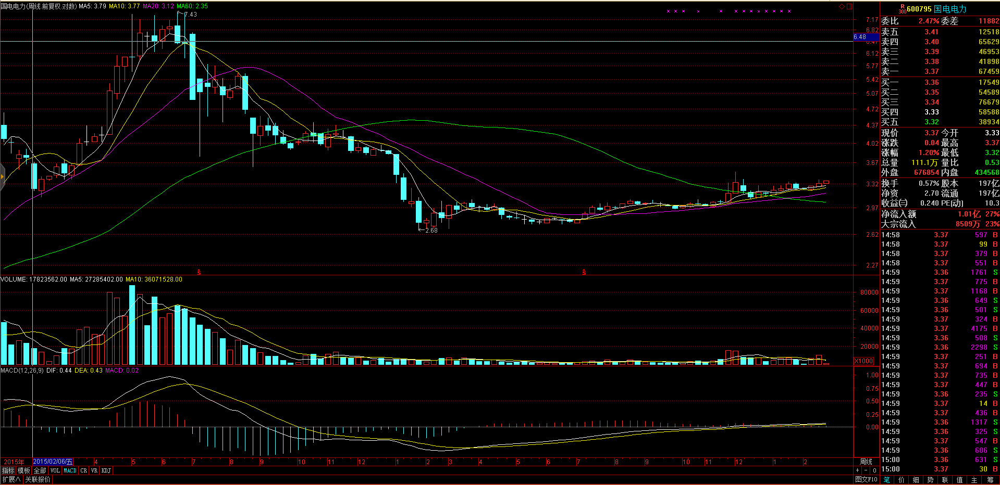 国电电力(周线.前复权.对数) MA5: 3.79 MA10: 3.77 MA20: 3.12 MA60: 2.35
7.43
2.68
7.17
6.82
6.48
6.47
6.12
5.77
5.42
5.07
4.72
4.37
4.02
3.67
3.32
2.97
2.62
2.27
S
S
VOLUME: 17823562.00 MA5: 27285402.00 MA10: 36071528.00
80000
60000
40000
20000
X1000
MACD(12,26,9) DIF: 0.44 DEA: 0.43 MACD: 0.02
1.00
0.75
0.50
0.25
0.00
2015年 2015/02/06/五 4 5 6 7 8 9 10 11 12 1 2 3 4 5 6 7 8 9 10 11 12 1 2 周线
指标 模板 全部 VOL MACD CR VR KDJ + - 0
扩展∧ 关联报价 图文F10
R 300 600795 国电电力
委比 2.47% 委差 11882
卖五 3.41 12518
卖四 3.40 65629
卖三 3.39 46953
卖二 3.38 41898
卖一 3.37 67459
买一 3.36 17549
买二 3.35 54589
买三 3.34 76679
买四 3.33 58588
买五 3.32 38934
现价 3.37 今开 3.33
涨跌 0.04 最高 3.37
涨幅 1.20% 最低 3.32
总量 111.1万 量比 0.53
外盘 676854 内盘 434568
换手 0.57% 股本 197亿
净资 2.70 流通 197亿
收益㈢ 0.240 PE(动) 10.3
净流入额 1.01亿 27%
大宗流入 8509万 23%
14:58 3.37 597 B
14:58 3.37 99 B
14:58 3.37 379 B
14:58 3.37 551 B
14:59 3.36 1761 S
14:59 3.37 775 B
14:59 3.37 1168 B
14:59 3.36 649 S
14:59 3.36 501 S
14:59 3.37 324 B
14:59 3.37 4175 B
14:59 3.36 508 S
14:59 3.36 2298 S
14:59 3.37 251 B
14:59 3.37 694 B
14:59 3.37 735 B
14:59 3.37 447 B
14:59 3.36 235 S
14:59 3.37 14 B
14:59 3.37 436 B
14:59 3.36 1317 S
14:59 3.36 325 S
14:59 3.37 547 B
14:59 3.36 606 S
15:00 3.36 631 S
15:00 3.37 30 B
笔 价 细 势 联 值 主 筹